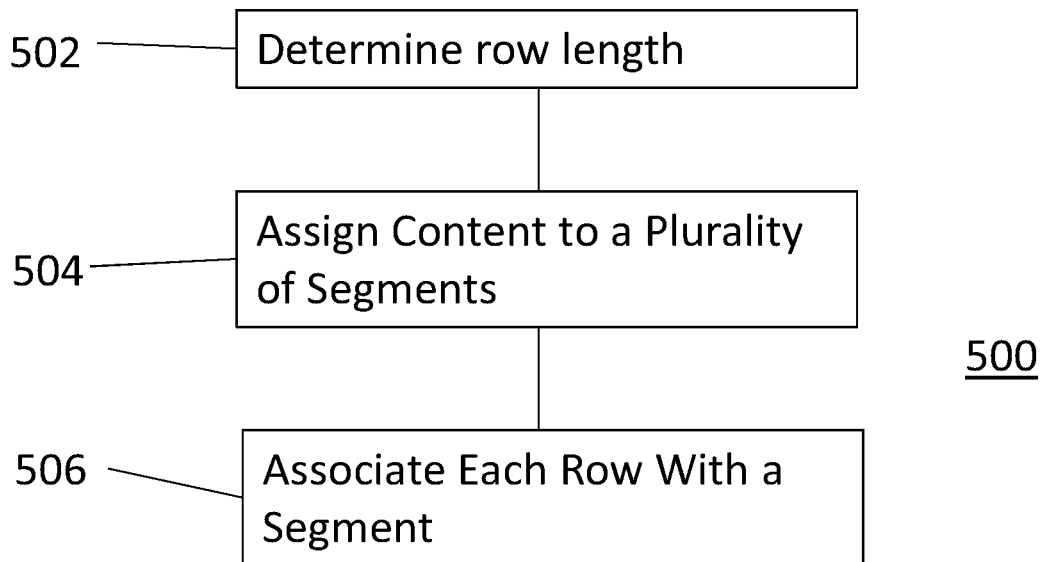 502
Determine row length
504
Assign Content to a Plurality
of Segments
500
506
Associate Each Row With a
Segment